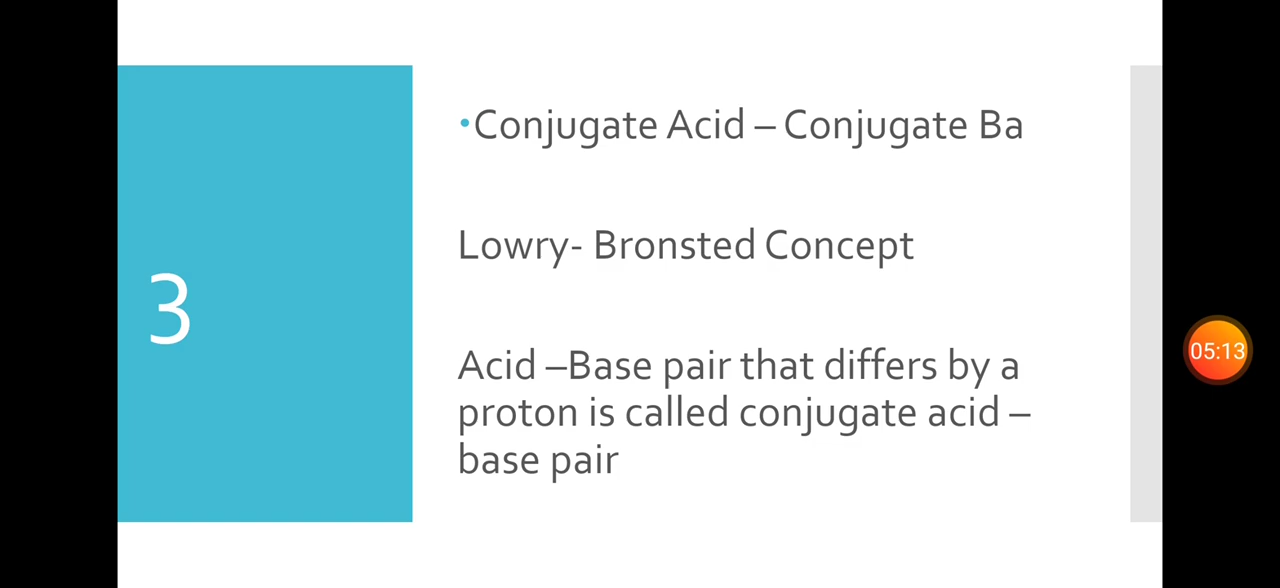 3
•Conjugate Acid – Conjugate Ba
Lowry- Bronsted Concept
Acid –Base pair that differs by a
proton is called conjugate acid –
base pair
05:13